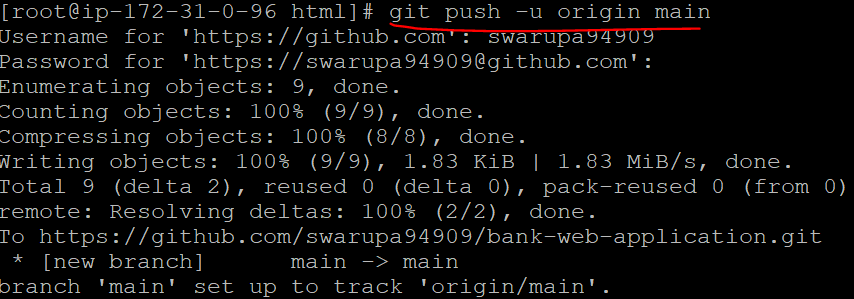 [root@ip-172-31-0-96 html]# git push -u origin main
Username for 'https://github.com': swarupa94909
Password for 'https://swarupa94909@github.com':
Enumerating objects: 9, done.
Counting objects: 100% (9/9), done.
Compressing objects: 100% (8/8), done.
Writing objects: 100% (9/9), 1.83 KiB | 1.83 MiB/s, done.
Total 9 (delta 2), reused 0 (delta 0), pack-reused 0 (from 0)
remote: Resolving deltas: 100% (2/2), done.
To https://github.com/swarupa94909/bank-web-application.git
 * [new branch]      main -> main
branch 'main' set up to track 'origin/main'.